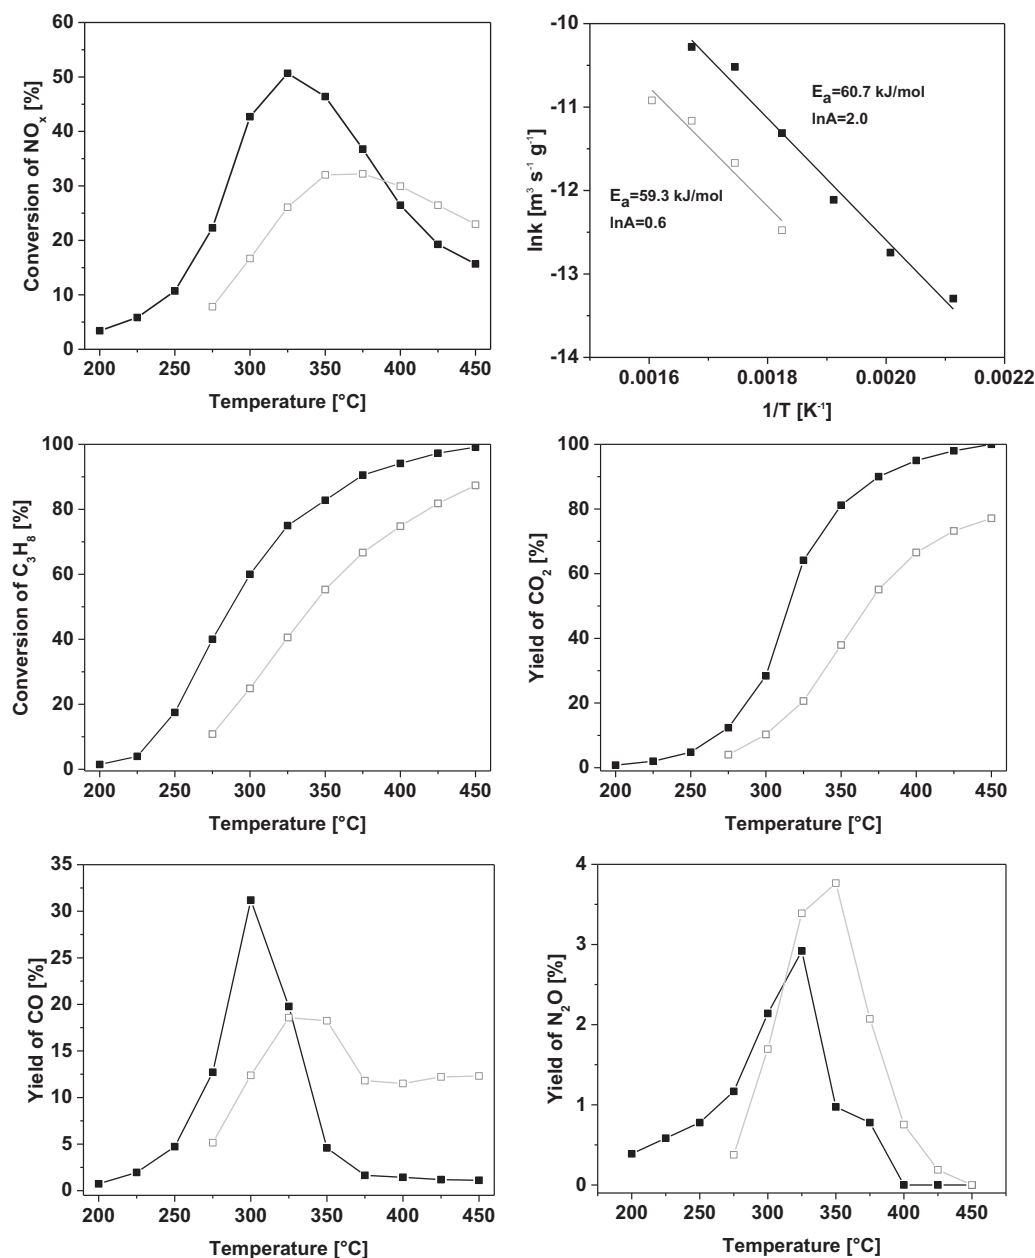 60
50
40
30
20
10
0
Conversion of NOₓ [%]
200 250 300 350 400 450
Temperature [°C]
-10
-11
-12
-13
-14
lnk [m³ s⁻¹ g⁻¹]
Eₐ=60.7 kJ/mol
lnA=2.0
Eₐ=59.3 kJ/mol
lnA=0.6
0.0016 0.0018 0.0020 0.0022
1/T [K⁻¹]
100
80
60
40
20
0
Conversion of C₃H₈ [%]
200 250 300 350 400 450
Temperature [°C]
100
80
60
40
20
0
Yield of CO₂ [%]
200 250 300 350 400 450
Temperature [°C]
35
30
25
20
15
10
5
0
Yield of CO [%]
200 250 300 350 400 450
Temperature [°C]
4
3
2
1
0
Yield of N₂O [%]
200 250 300 350 400 450
Temperature [°C]